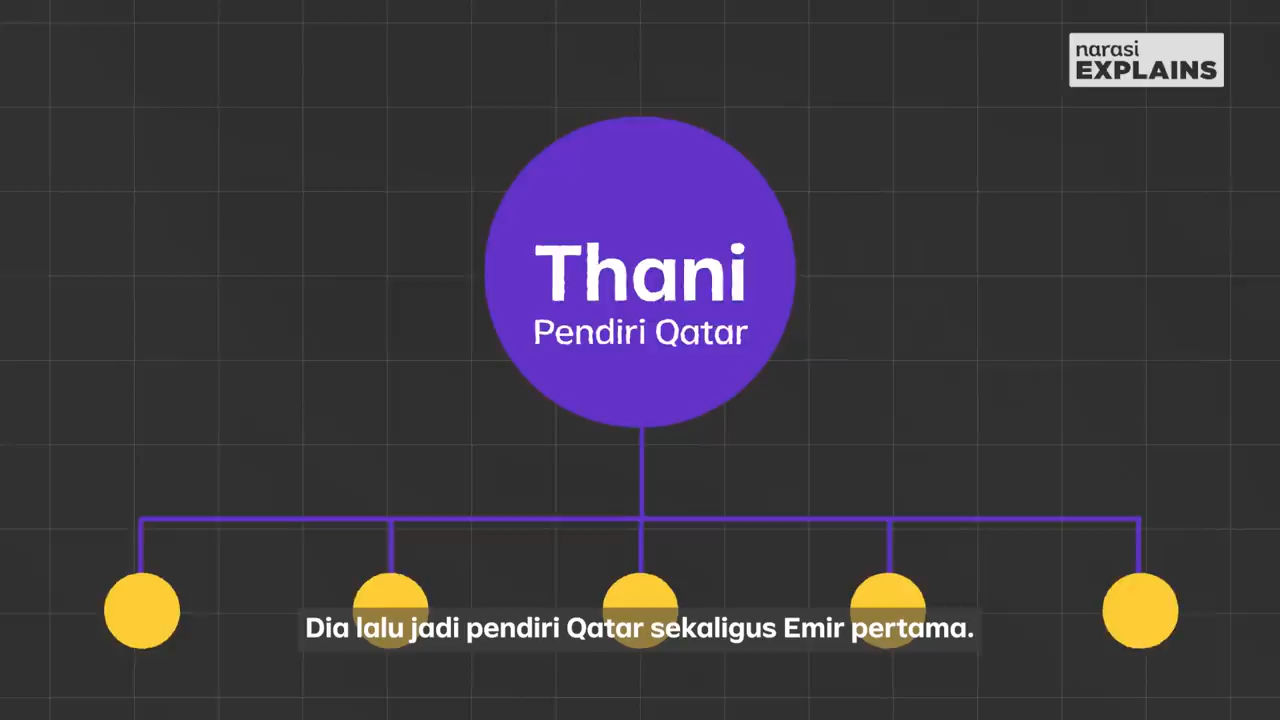 narasi
EXPLAINS
Thani
Pendiri Qatar
Dia lalu jadi pendiri Qatar sekaligus Emir pertama.